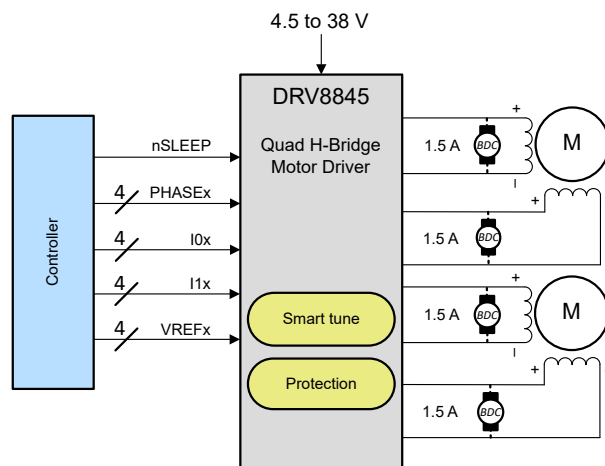 4.5 to 38 V
DRV8845
Quad H-Bridge
Motor Driver
Controller
nSLEEP
4 PHASEx
4 I0x
4 I1x
4 VREFx
Smart tune
Protection
+
1.5 A
BDC
M
–
+
1.5 A
BDC
+
1.5 A
BDC
M
–
+
1.5 A
BDC